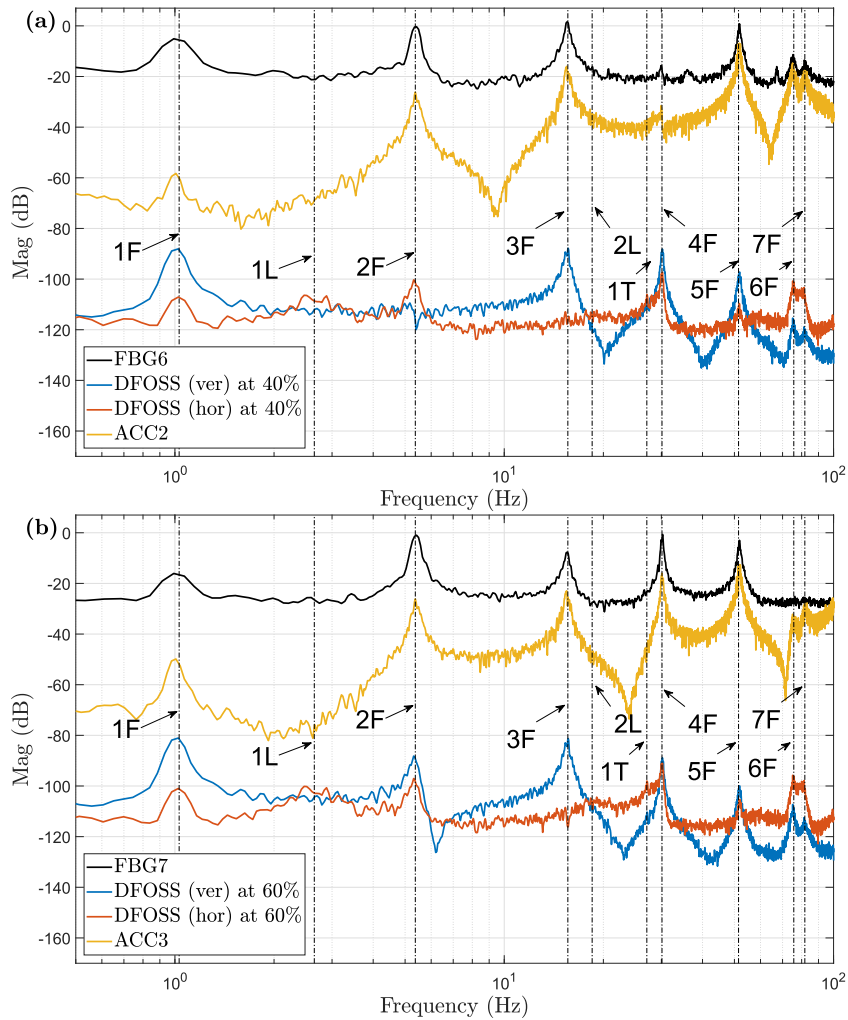 (a)
0
-20
-40
-60
-80
-100
-120
-140
-160
Mag (dB)
1F
1L
2F
3F
2L
1T
4F
5F
7F
6F
FBG6
DFOSS (ver) at 40%
DFOSS (hor) at 40%
ACC2
10^0
10^1
10^2
Frequency (Hz)
(b)
0
-20
-40
-60
-80
-100
-120
-140
-160
Mag (dB)
1F
1L
2F
3F
2L
1T
4F
5F
7F
6F
FBG7
DFOSS (ver) at 60%
DFOSS (hor) at 60%
ACC3
10^0
10^1
10^2
Frequency (Hz)